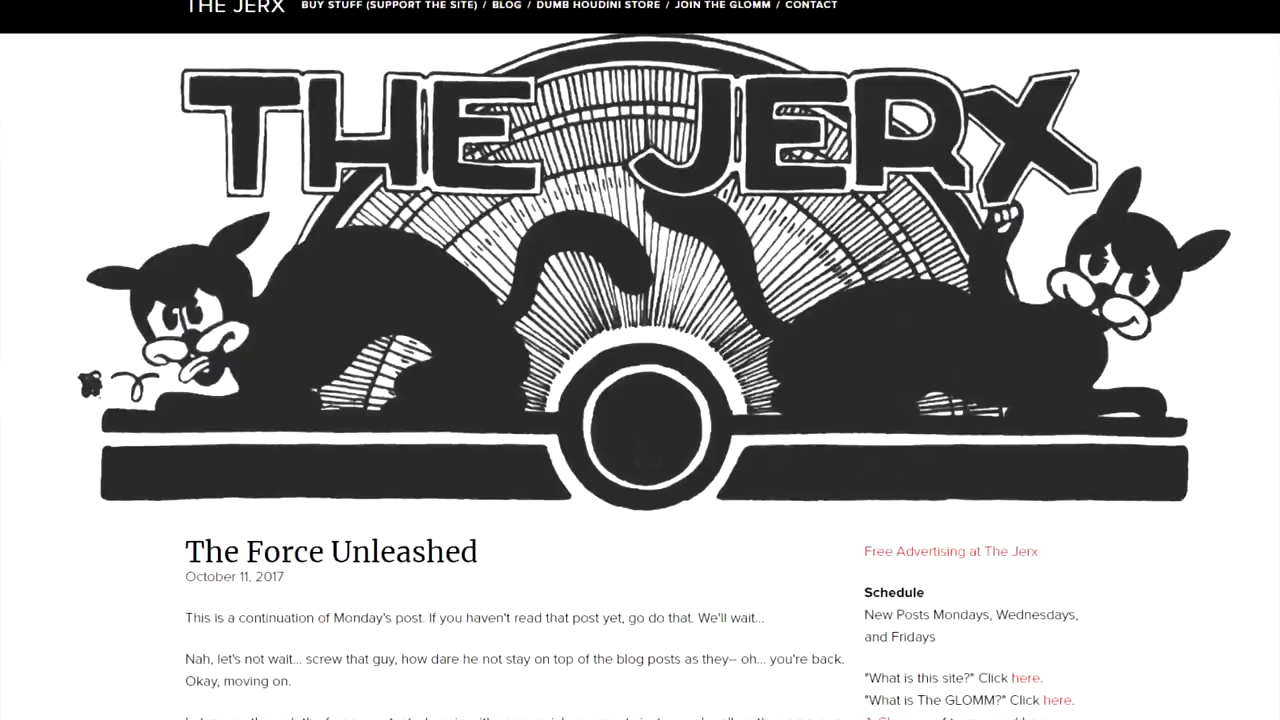 THE JERX BUY STUFF (SUPPORT THE SITE) / BLOG / DUMB HOUDINI STORE / JOIN THE GLOMM / CONTACT
THE JERX
The Force Unleashed
October 11, 2017
This is a continuation of Monday's post. If you haven't read that post yet, go do that. We'll wait...
Nah, let's not wait... screw that guy, how dare he not stay on top of the blog posts as they-- oh... you're back.
Okay, moving on.
Free Advertising at The Jerx
Schedule
New Posts Mondays, Wednesdays,
and Fridays
"What is this site?" Click here.
"What is The GLOMM?" Click here.